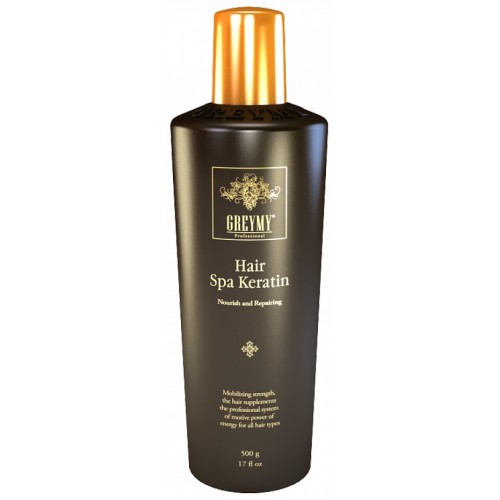 GREYMY®
Professional
Hair
Spa Keratin
Nourish and Repairing
Mobilizing strength,
the hair supplements
the professional system
of motive power of
energy for all hair types
500 g
17 fl oz